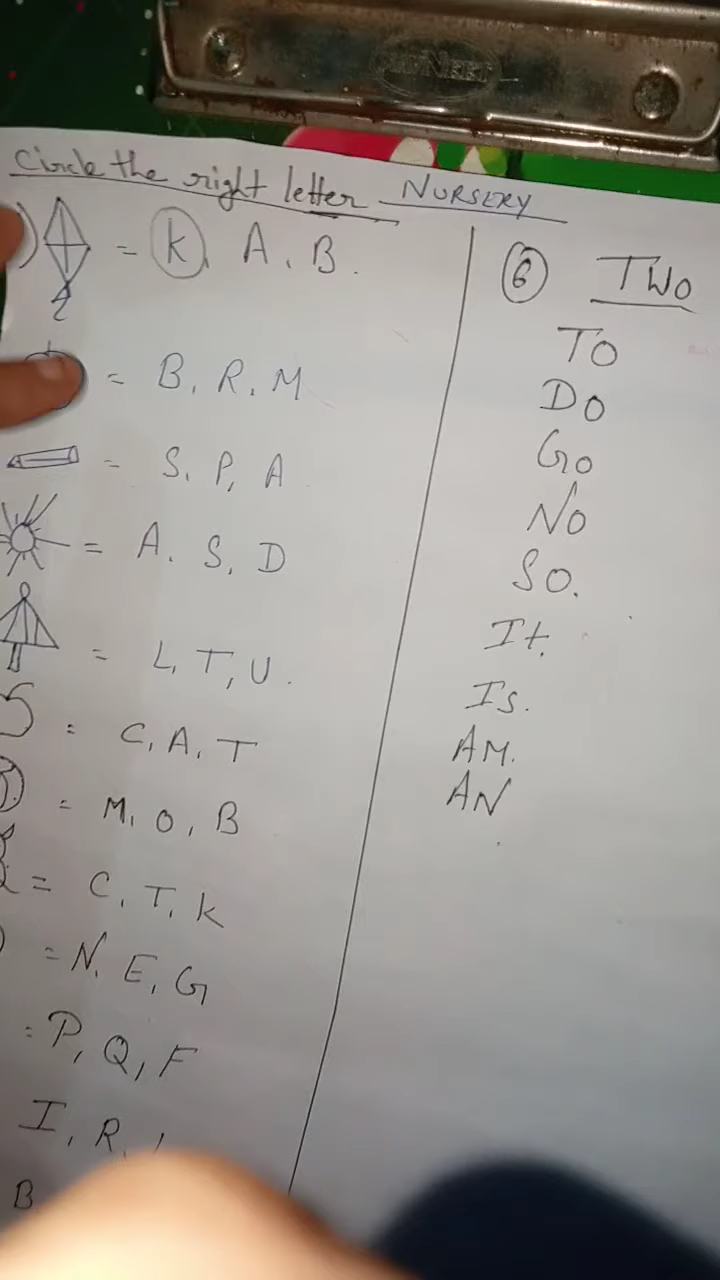 Circle the right letter NURSERY
) = K, A, B.
= B, R, M
= S, P, A
= A. S, D
= L, T, U.
= C, A, T
= M, O, B
= C, T, K
= N, E, G
= P, Q, F
I, R,
B
6 TWO
TO
DO
GO
NO
SO.
It.
Is.
AM.
AN